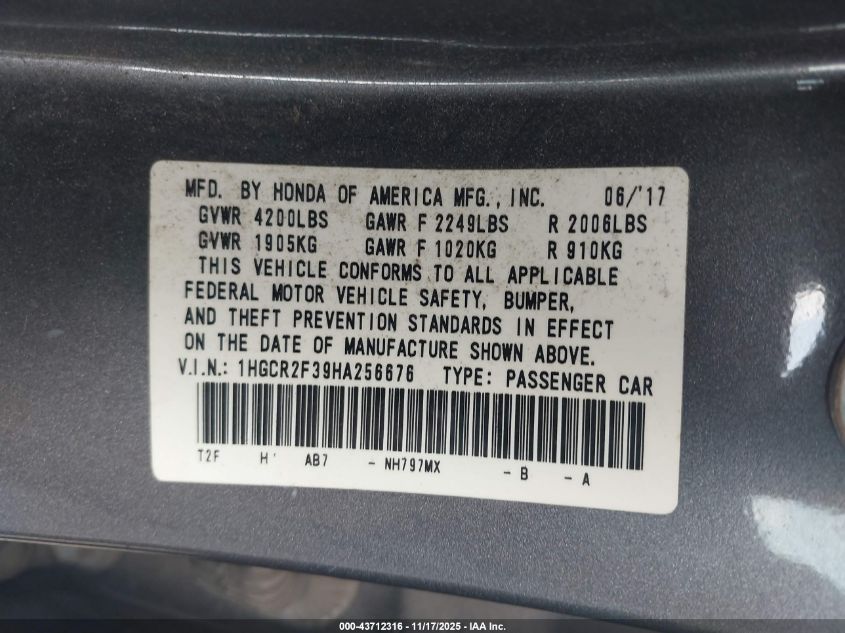 MFD. BY HONDA OF AMERICA MFG., INC. 06/'17
GVWR 4200LBS GAWR F 2249LBS R 2006LBS
GVWR 1905KG GAWR F 1020KG R 910KG
THIS VEHICLE CONFORMS TO ALL APPLICABLE
FEDERAL MOTOR VEHICLE SAFETY, BUMPER,
AND THEFT PREVENTION STANDARDS IN EFFECT
ON THE DATE OF MANUFACTURE SHOWN ABOVE.
V.I.N.: 1HGCR2F39HA256676 TYPE: PASSENGER CAR
T2F H' AB7 - NH797MX - B - A
000-43712316 - 11/17/2025 - IAA Inc.